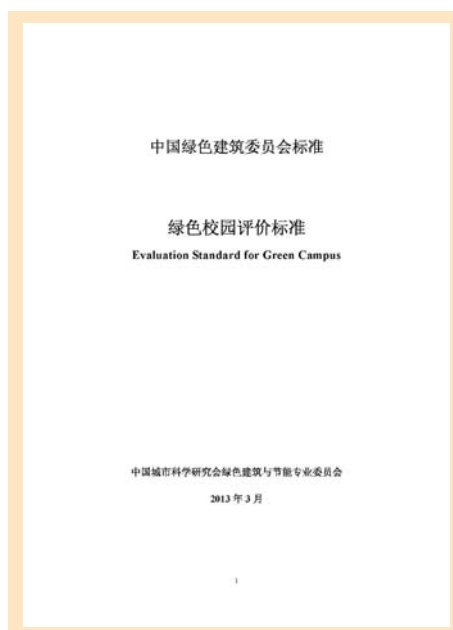 中国绿色建筑委员会标准
绿色校园评价标准
Evaluation Standard for Green Campus
中国城市科学研究会绿色建筑与节能专业委员会
2013 年 3 月
1